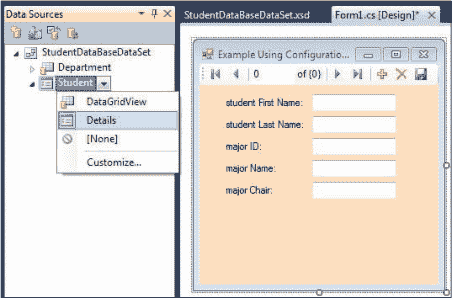 Data Sources
StudentDataBaseDataSet
Department
Student
DataGridView
Details
[None]
Customize...
StudentDataBaseDataSet.xsd
Form1.cs [Design]*
Example Using Configuratio...
0 of {0}
student First Name:
student Last Name:
major ID:
major Name:
major Chair: